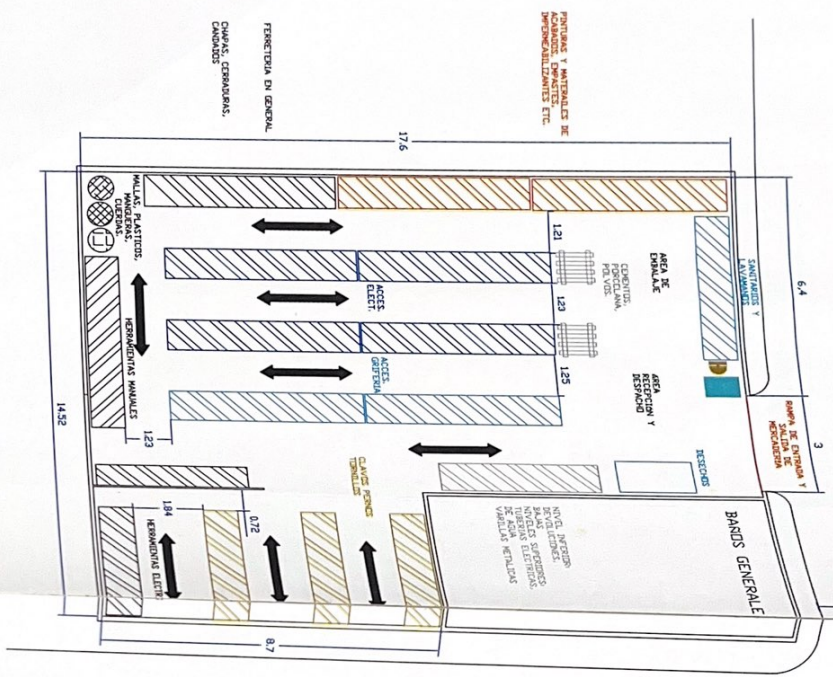 PINTURAS Y MATERAILES DE
ACABADOS, EMPASTES,
IMPERMEABILIZANTES ETC.
FERRETERIA EN GENERAL
CHAPAS, CERRADURAS,
CANDADOS
17.6
6.4
3
SANITARIOS Y
LAVAMANOS
RAMPA DE ENTRADA Y
SALIDA DE
MERCADERIA
AREA DE
EMBALAJE
CEMENTOS,
PORCELANA,
POLVOS.
AREA
RECEPCION Y
DESPACHO
DESECHOS
1.21
1.23
1.25
ACCES.
ELECT.
ACCES.
GRIFERIA
MALLAS, PLASTICOS,
MANGUERAS,
CUERDAS.
HERRAMIENTAS MANUALES
1.23
14.52
CLAVOS PERNOS
TORNILLOS
BAÑOS GENERALE
NIVEL INFERIOR:
DEVOLUCIONES,
BAJAS
NIVELES SUPERIORES:
TUBERIAS ELECTRICAS,
DE AGUA
VARILLAS METALICAS
1.84
0.72
HERRAMIENTAS ELECTR
8.7